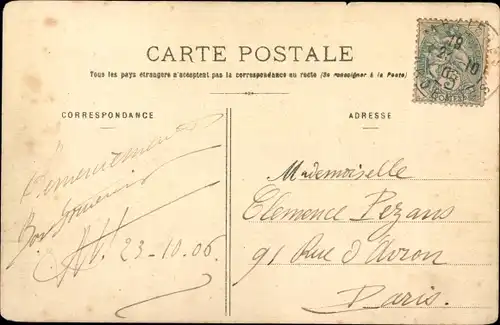 CARTE POSTALE
Tous les pays étrangers n'acceptent pas la correspondance au recto (Se renseigner à la Poste)
CORRESPONDANCE
ADRESSE
Remerciements
Bon Souvenir
23-10-06
Mademoiselle
Clemence Pezans
91 Rue d'Avron
Paris.